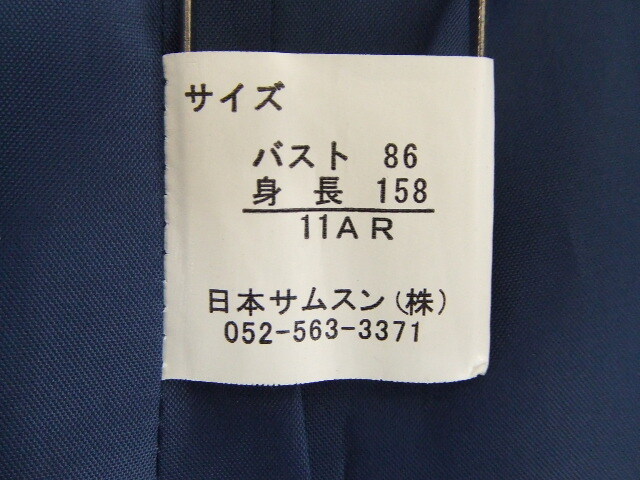 サイズ
バスト 86
身 長 158
11AR
日本サムスン(株)
052-563-3371